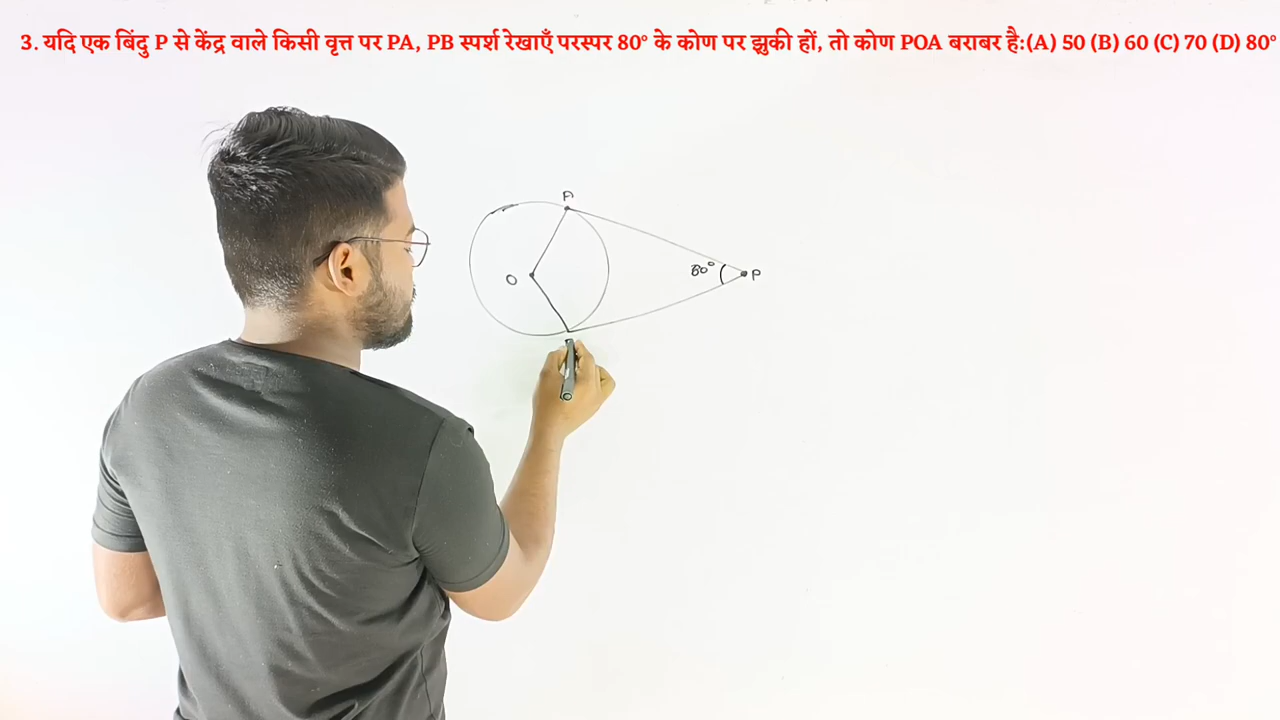 3. यदि एक बिंदु P से केंद्र वाले किसी वृत्त पर PA, PB स्पर्श रेखाएँ परस्पर 80° के कोण पर झुकी हों, तो कोण POA बराबर है:(A) 50 (B) 60 (C) 70 (D) 80°
A
O
80°
P